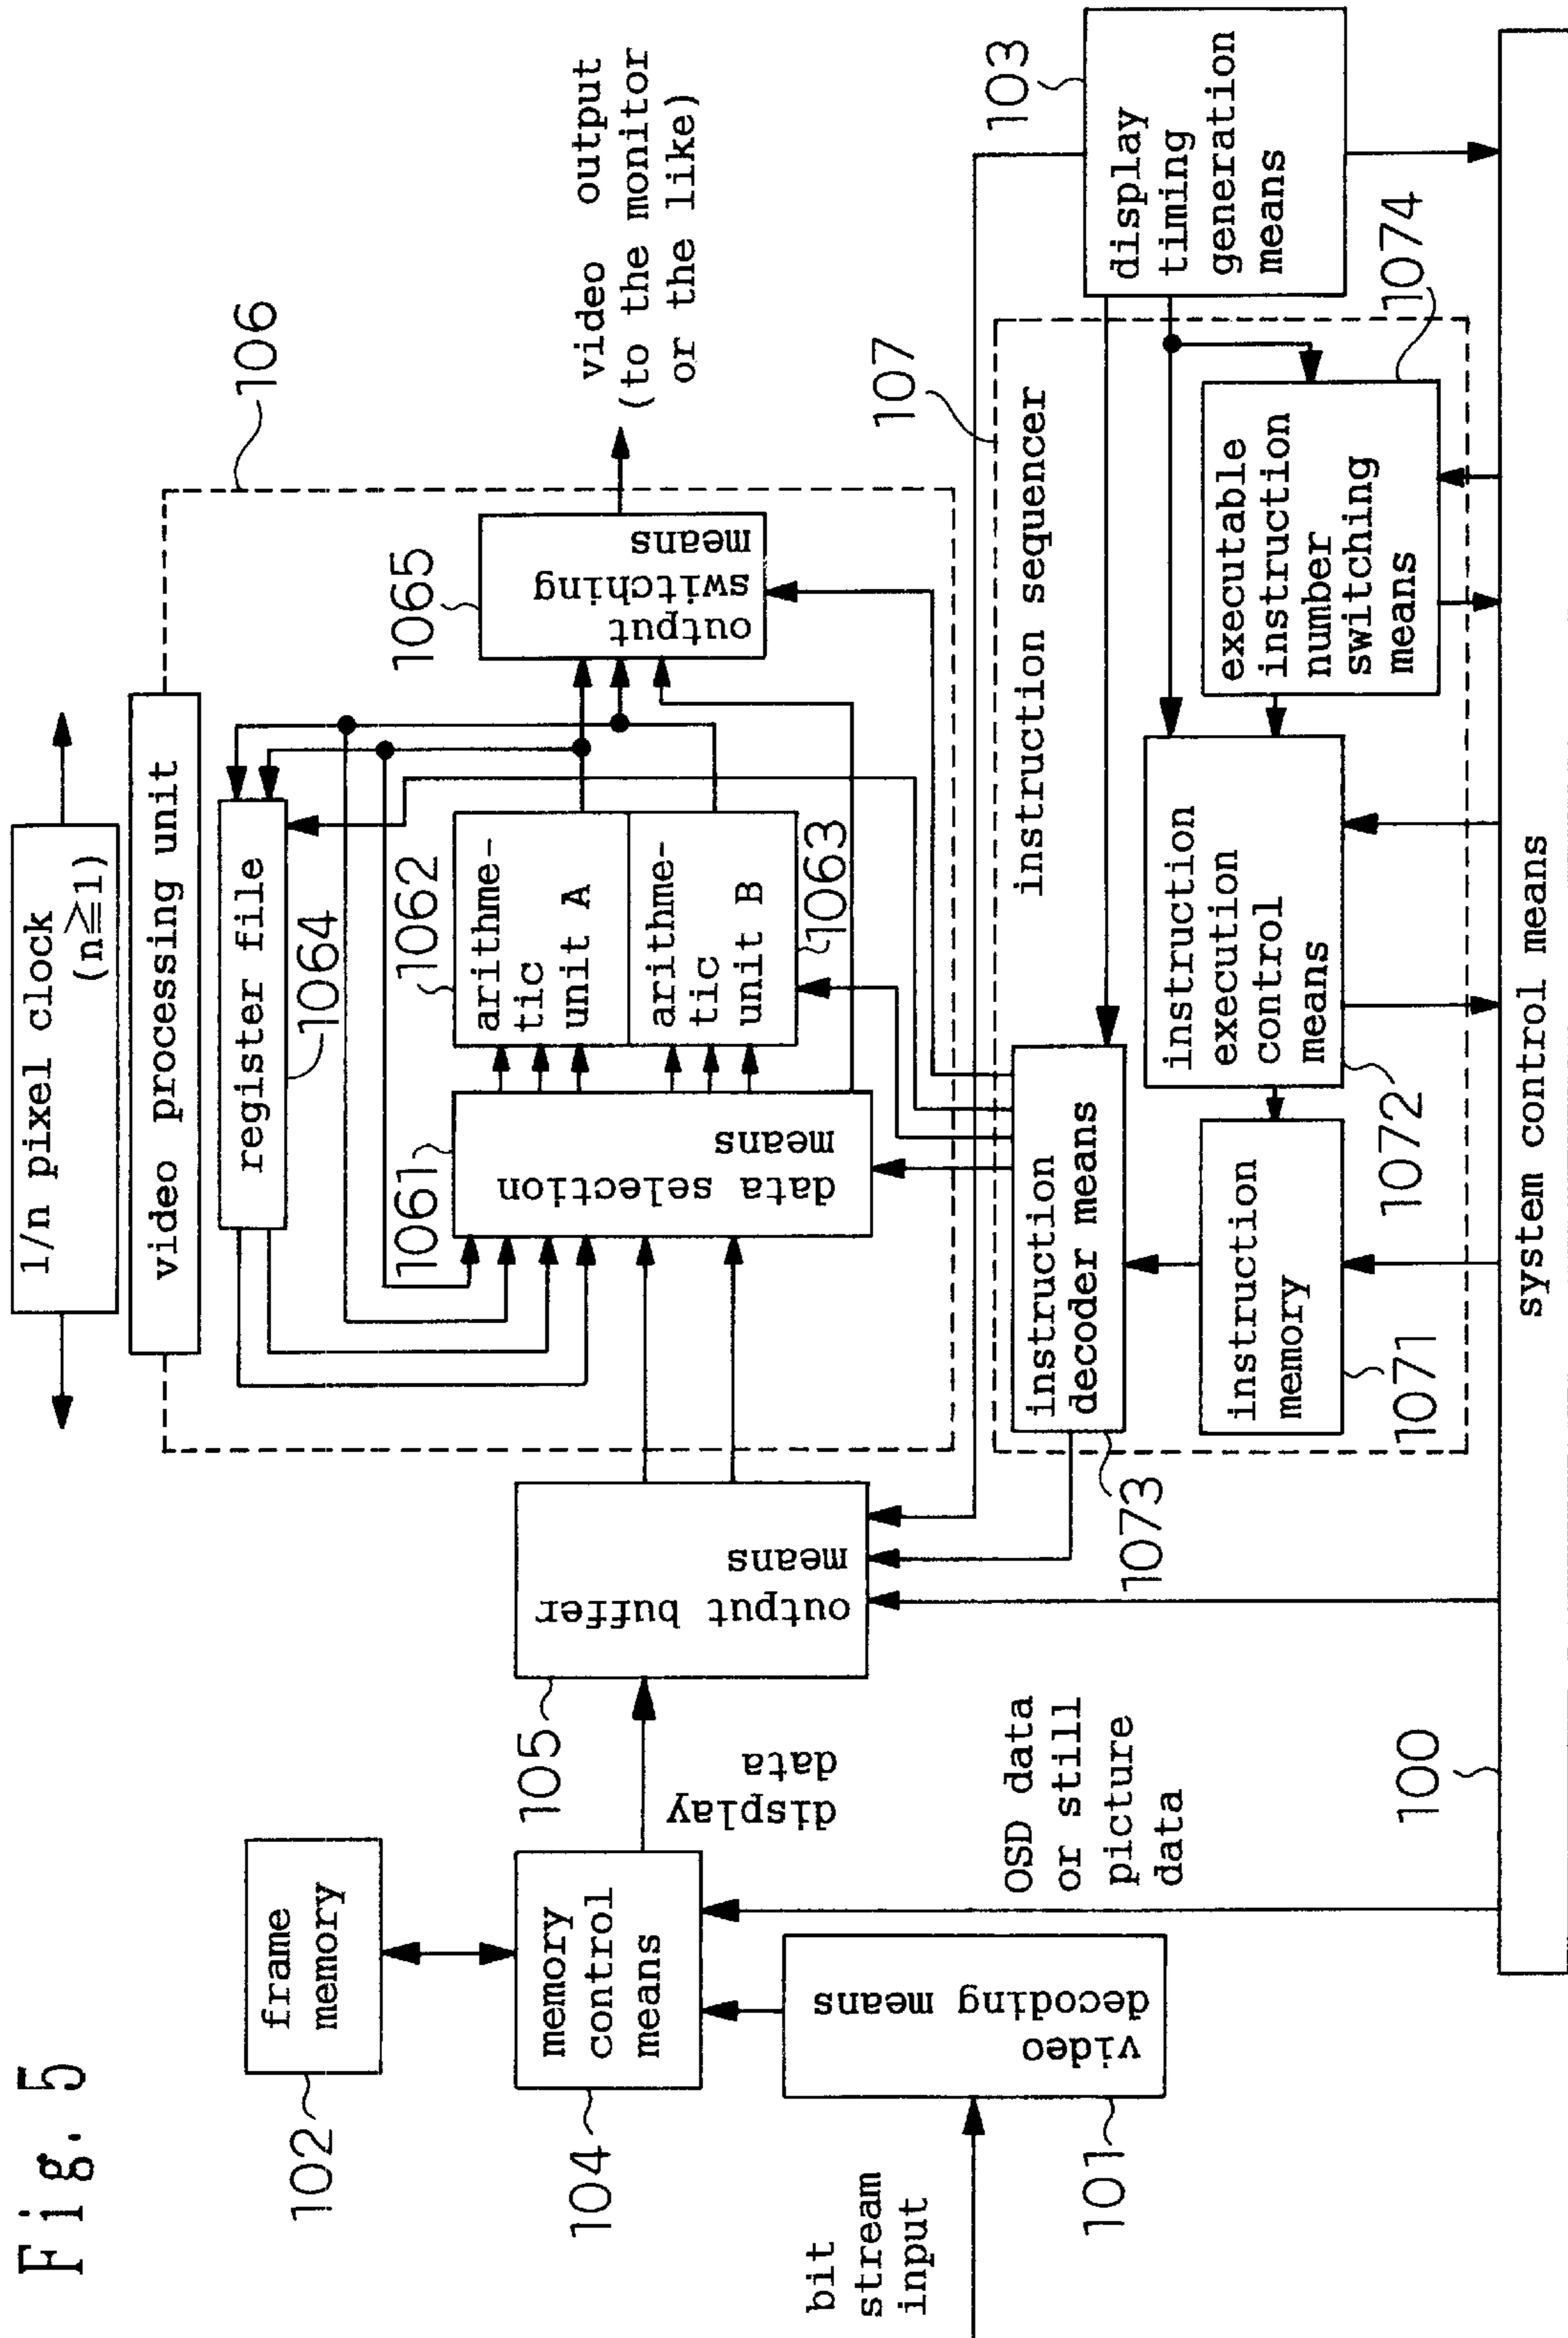 Fig. 5
1/n pixel clock
(n≧1)
video processing unit
106
register file
1064
102
frame
memory
104
memory
control
means
105
output buffer
means
display
data
1061
data selection
means
1062
arithme-
tic
unit A
arithme-
tic
unit B
1063
1065
output
switching
means
video output
(to the monitor
or the like)
bit
stream
input
101
video
decoding means
OSD data
or still
picture
data
107
instruction sequencer
1073
instruction
decoder means
1071
instruction
memory
1072
instruction
execution
control
means
executable
instruction
number
switching
means
1074
103
display
timing
generation
means
100
system control means